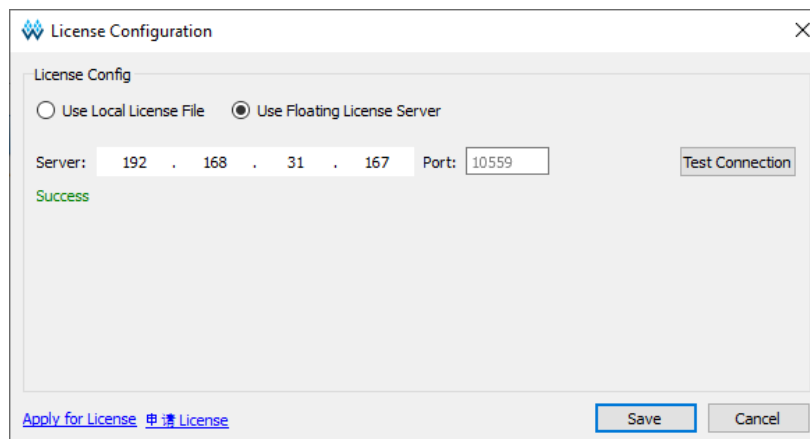 License Configuration
License Config
Use Local License File Use Floating License Server
Server: 192 . 168 . 31 . 167 Port: 10559 Test Connection
Success
Apply for License 申请 License Save Cancel